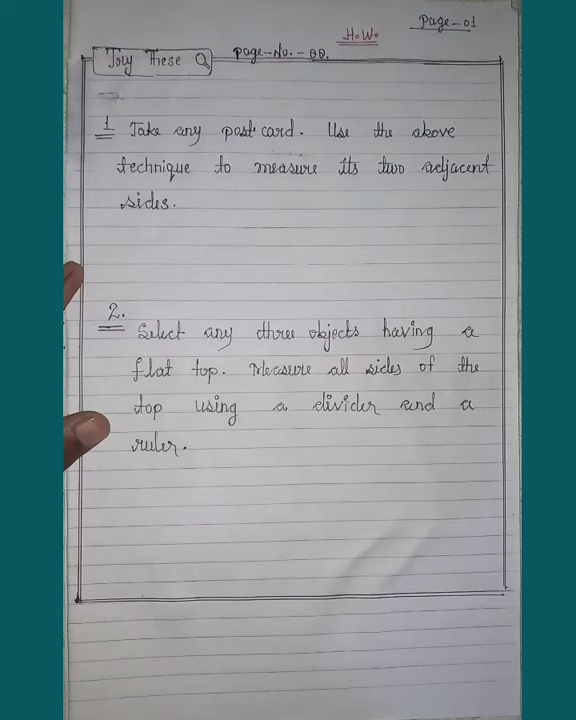 Page-01
H.W.
Try These
Page-No.-88.
1 Take any post card. Use the above
technique to measure its two adjacent
sides.
2.
Select any three objects having a
flat top. Measure all sides of the
top using a divider and a
ruler.